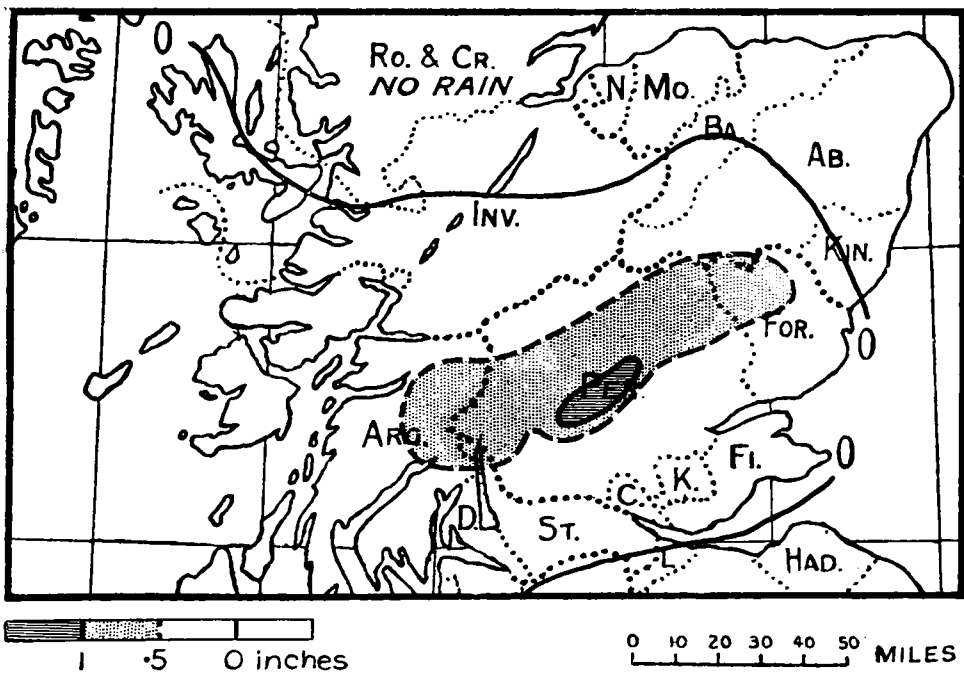 0
RO. & CR.
NO RAIN
N. MO.
BA.
AB.
INV.
KIN.
FOR.
0
ARG.
FI.
0
K.
C.
D.
ST.
L.
HAD.
1 .5 0 inches
0 10 20 30 40 50 MILES